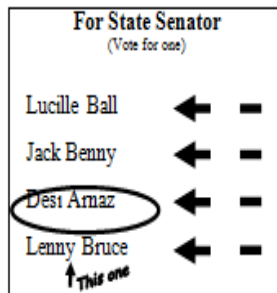 For State Senator
(Vote for one)
Lucille Ball
Jack Benny
Desi Arnaz
Lenny Bruce
This one